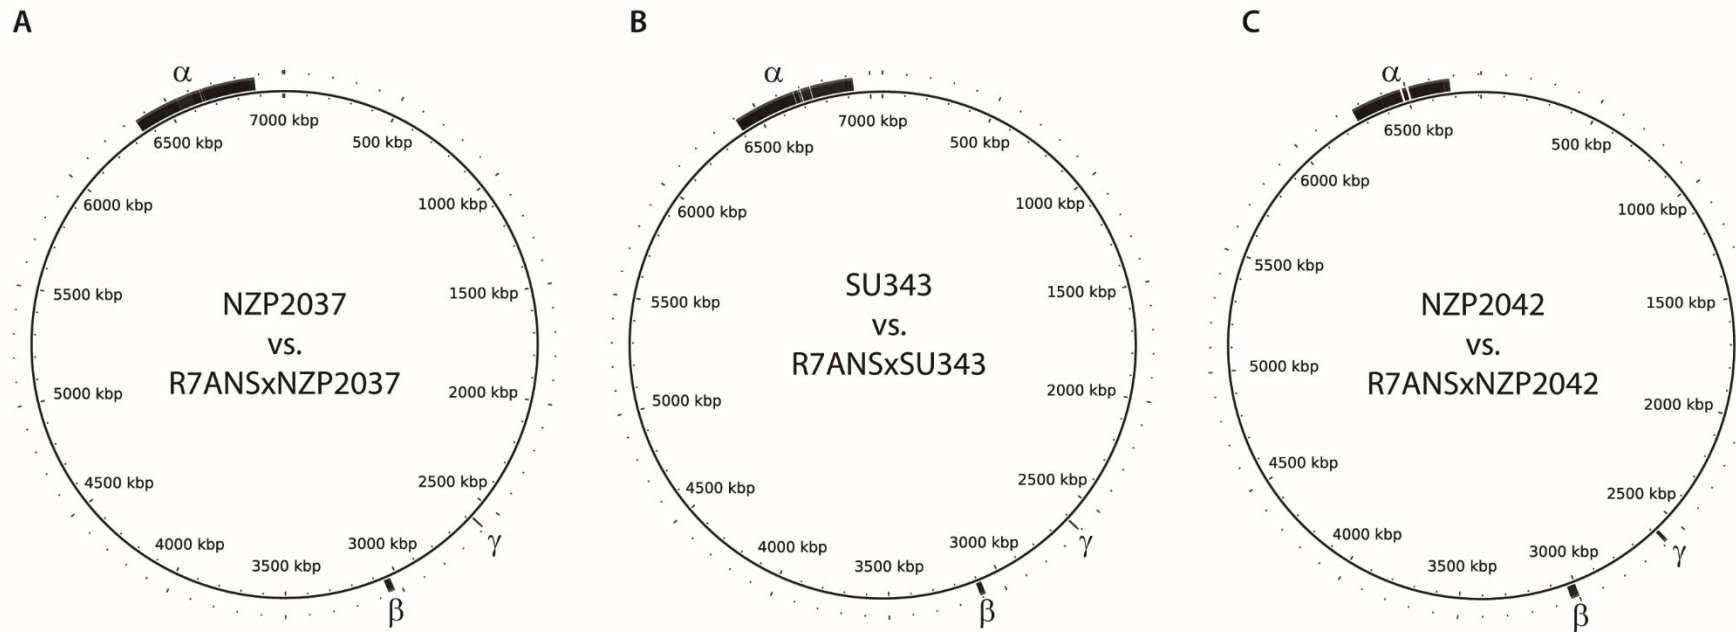 A
α
7000 kbp
500 kbp
1000 kbp
1500 kbp
2000 kbp
2500 kbp
3000 kbp
3500 kbp
4000 kbp
4500 kbp
5000 kbp
5500 kbp
6000 kbp
6500 kbp
NZP2037
vs.
R7ANSxNZP2037
γ
β
B
α
7000 kbp
500 kbp
1000 kbp
1500 kbp
2000 kbp
2500 kbp
3000 kbp
3500 kbp
4000 kbp
4500 kbp
5000 kbp
5500 kbp
6000 kbp
6500 kbp
SU343
vs.
R7ANSxSU343
γ
β
C
α
500 kbp
1000 kbp
1500 kbp
2000 kbp
2500 kbp
3000 kbp
3500 kbp
4000 kbp
4500 kbp
5000 kbp
5500 kbp
6000 kbp
6500 kbp
NZP2042
vs.
R7ANSxNZP2042
γ
β